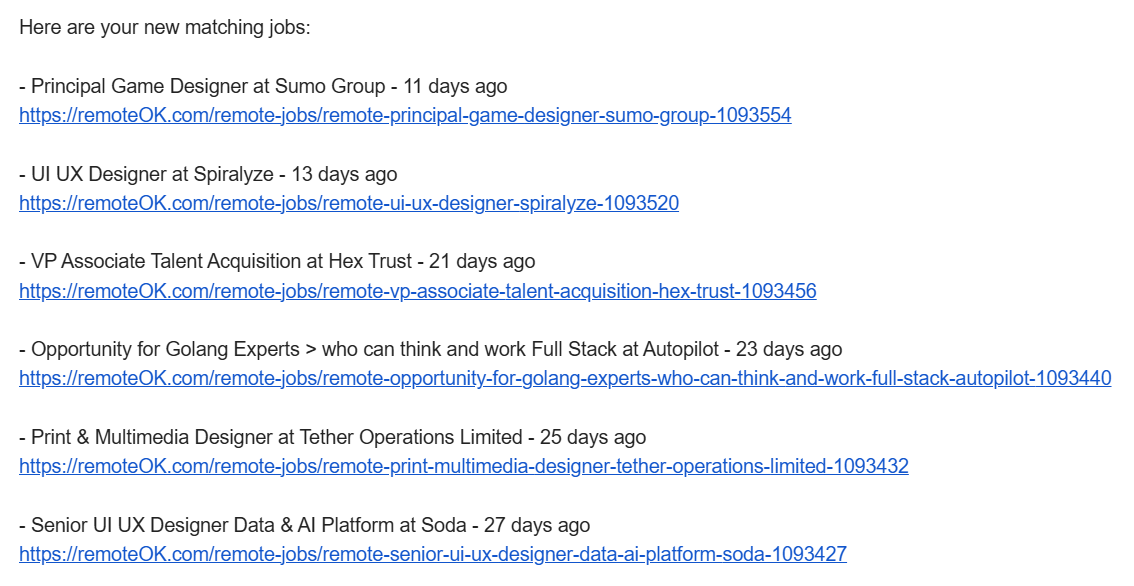 Here are your new matching jobs:
- Principal Game Designer at Sumo Group - 11 days ago
https://remoteOK.com/remote-jobs/remote-principal-game-designer-sumo-group-1093554
- UI UX Designer at Spiralyze - 13 days ago
https://remoteOK.com/remote-jobs/remote-ui-ux-designer-spiralyze-1093520
- VP Associate Talent Acquisition at Hex Trust - 21 days ago
https://remoteOK.com/remote-jobs/remote-vp-associate-talent-acquisition-hex-trust-1093456
- Opportunity for Golang Experts > who can think and work Full Stack at Autopilot - 23 days ago
https://remoteOK.com/remote-jobs/remote-opportunity-for-golang-experts-who-can-think-and-work-full-stack-autopilot-1093440
- Print & Multimedia Designer at Tether Operations Limited - 25 days ago
https://remoteOK.com/remote-jobs/remote-print-multimedia-designer-tether-operations-limited-1093432
- Senior UI UX Designer Data & AI Platform at Soda - 27 days ago
https://remoteOK.com/remote-jobs/remote-senior-ui-ux-designer-data-ai-platform-soda-1093427